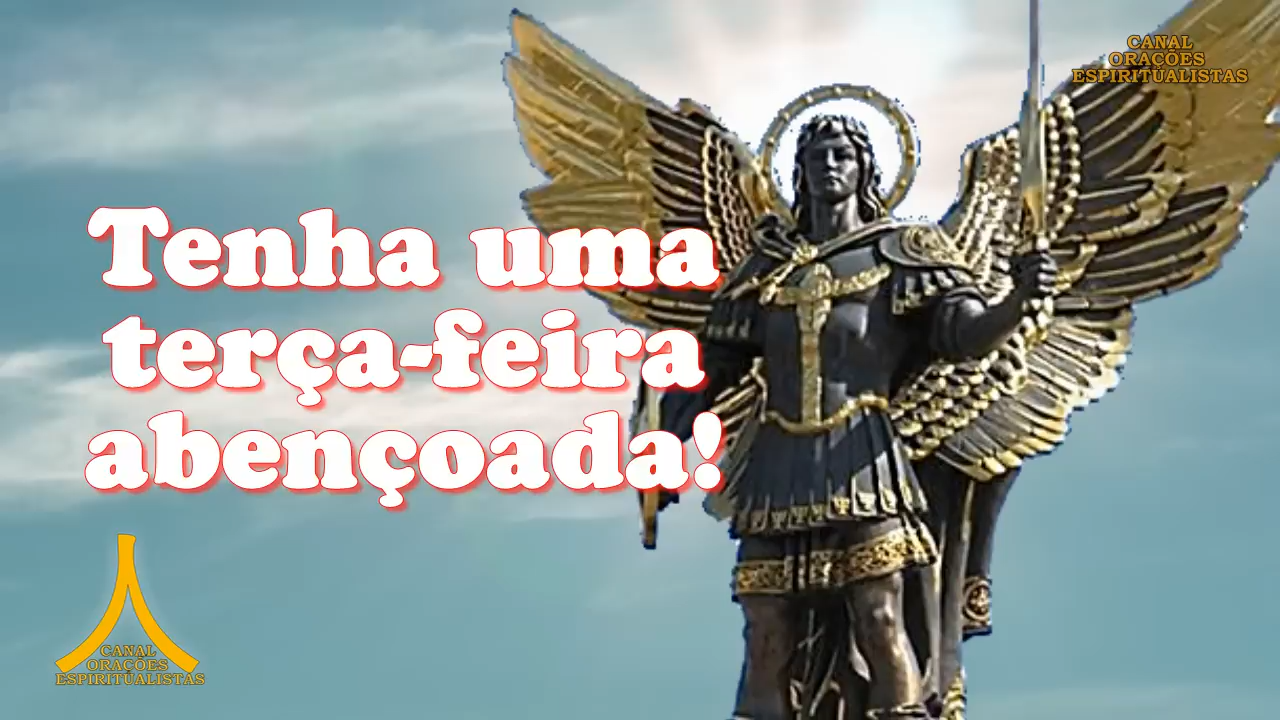 CANAL
ORAÇÕES
ESPIRITUALISTAS
Tenha uma
terça-feira
abençoada!
CANAL
ORAÇÕES
ESPIRITUALISTAS